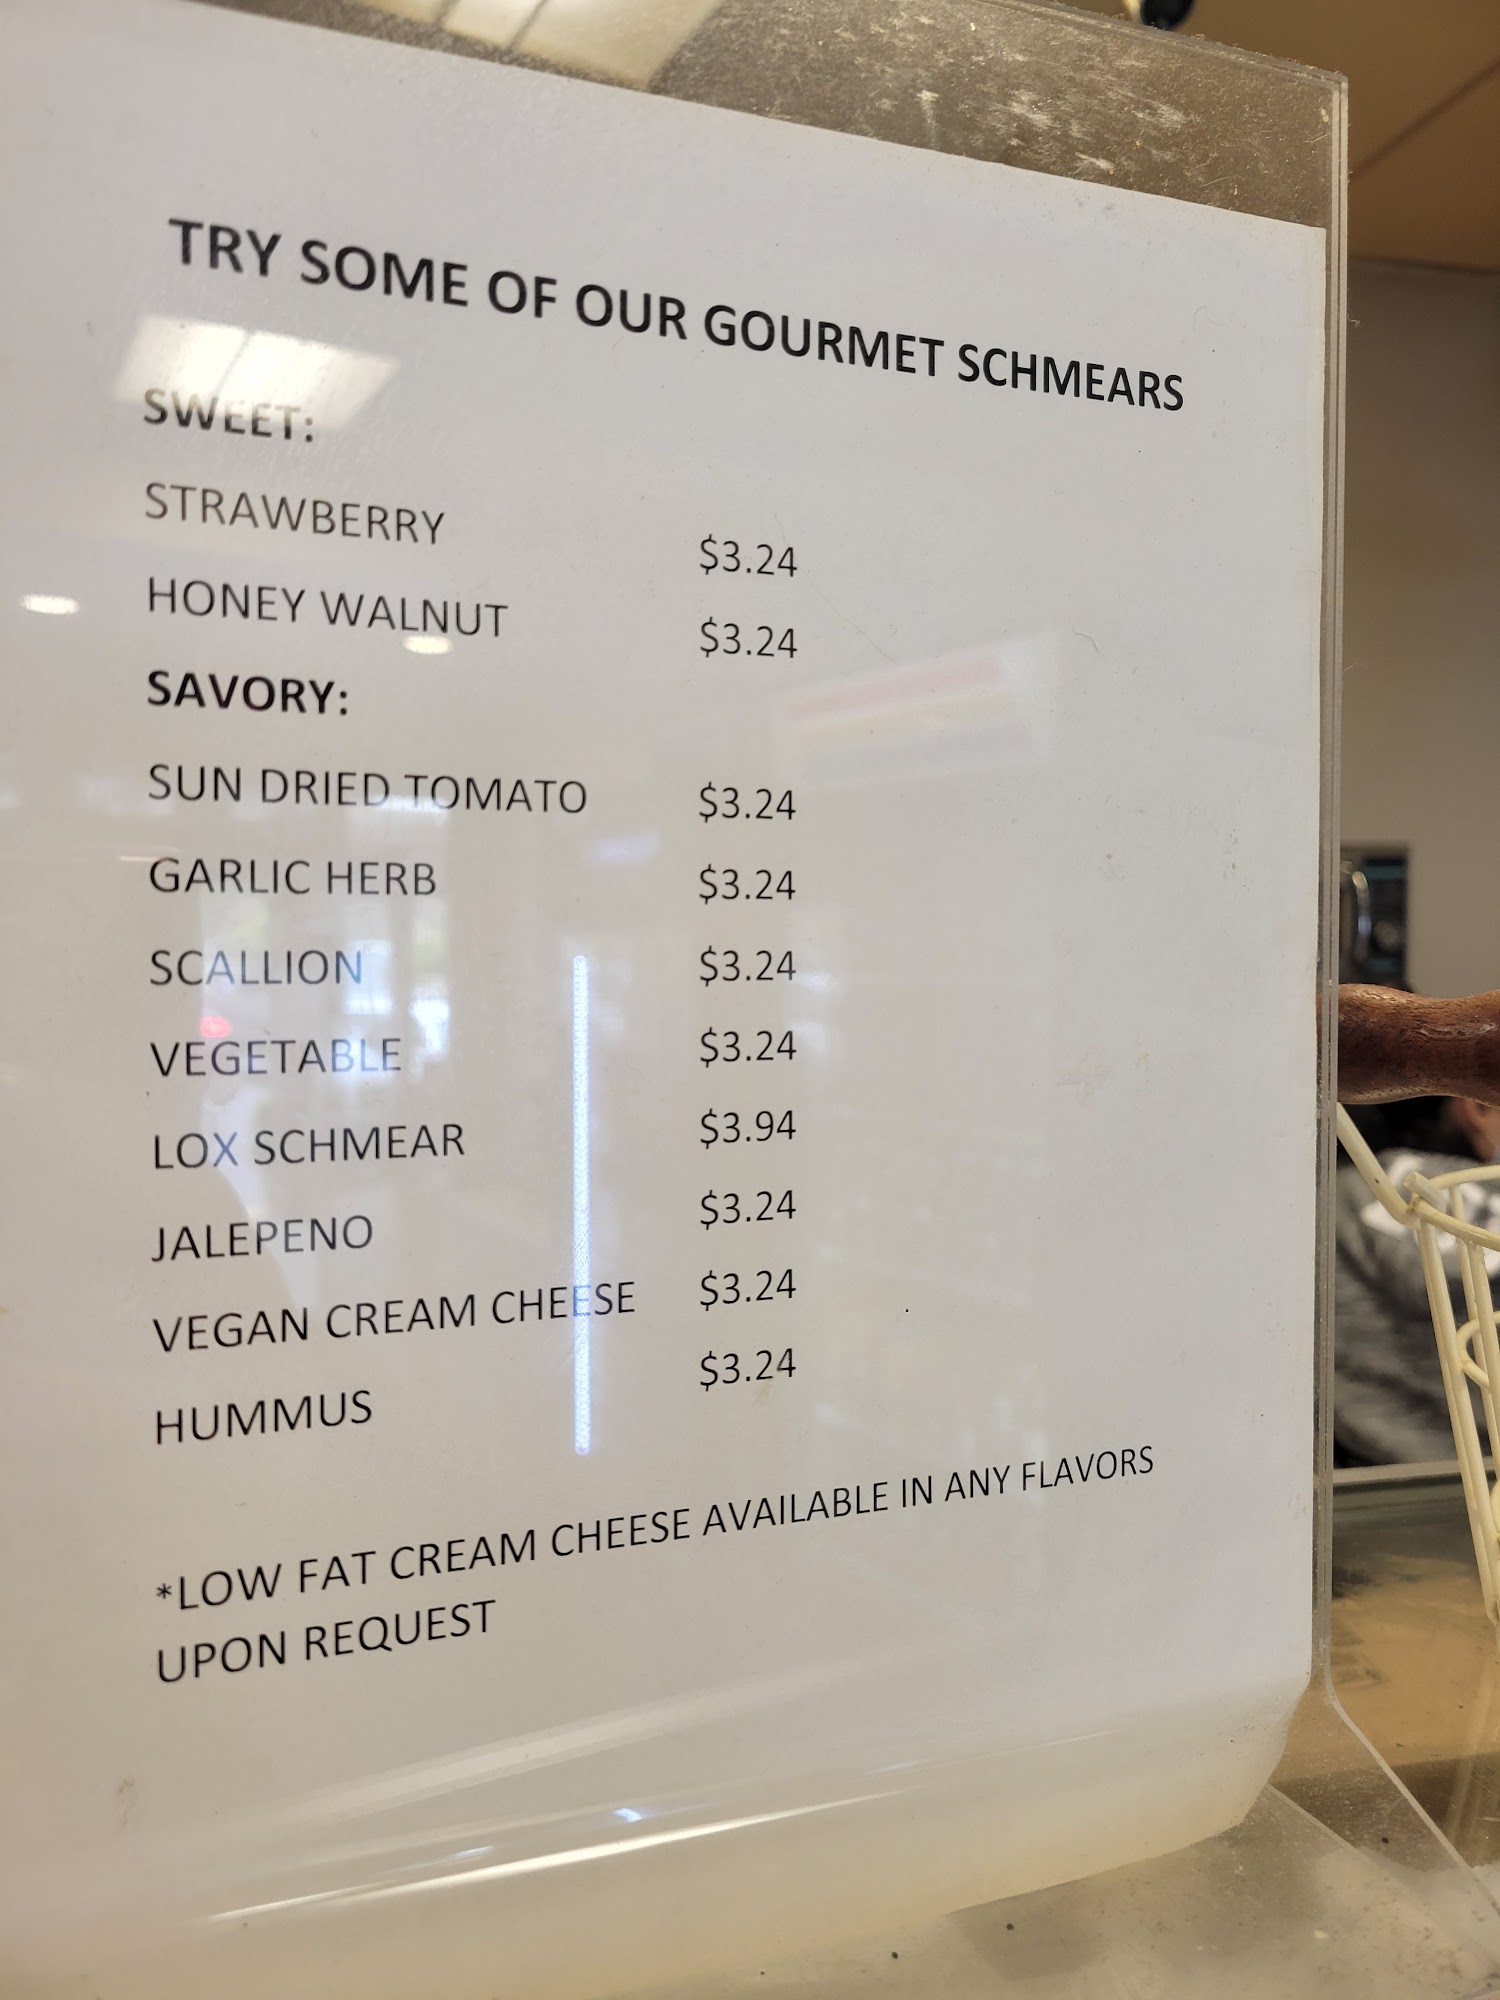 TRY SOME OF OUR GOURMET SCHMEARS
SWEET:
STRAWBERRY $3.24
HONEY WALNUT $3.24
SAVORY:
SUN DRIED TOMATO $3.24
GARLIC HERB $3.24
SCALLION $3.24
VEGETABLE $3.24
LOX SCHMEAR $3.94
JALEPENO $3.24
VEGAN CREAM CHEESE $3.24
HUMMUS $3.24
*LOW FAT CREAM CHEESE AVAILABLE IN ANY FLAVORS
UPON REQUEST